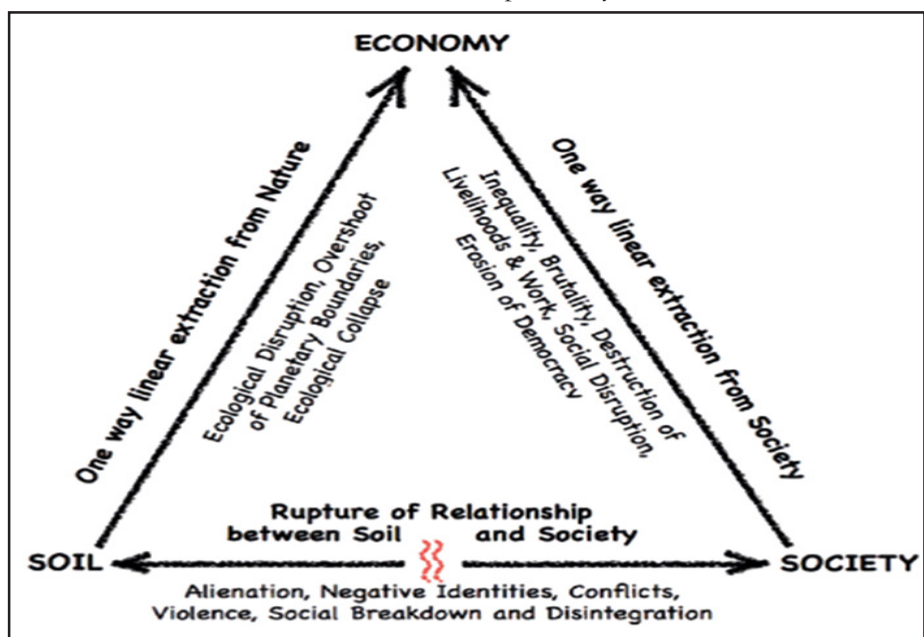 ECONOMY
One way linear extraction from Nature
Ecological Disruption, Overshoot
of Planetary Boundaries,
Ecological Collapse
Inequality, Brutality, Destruction of
Livelihoods & Work, Social Disruption,
Erosion of Democracy
One way linear extraction from Society
Rupture of Relationship
between Soil and Society
SOIL
SOCIETY
Alienation, Negative Identities, Conflicts,
Violence, Social Breakdown and Disintegration